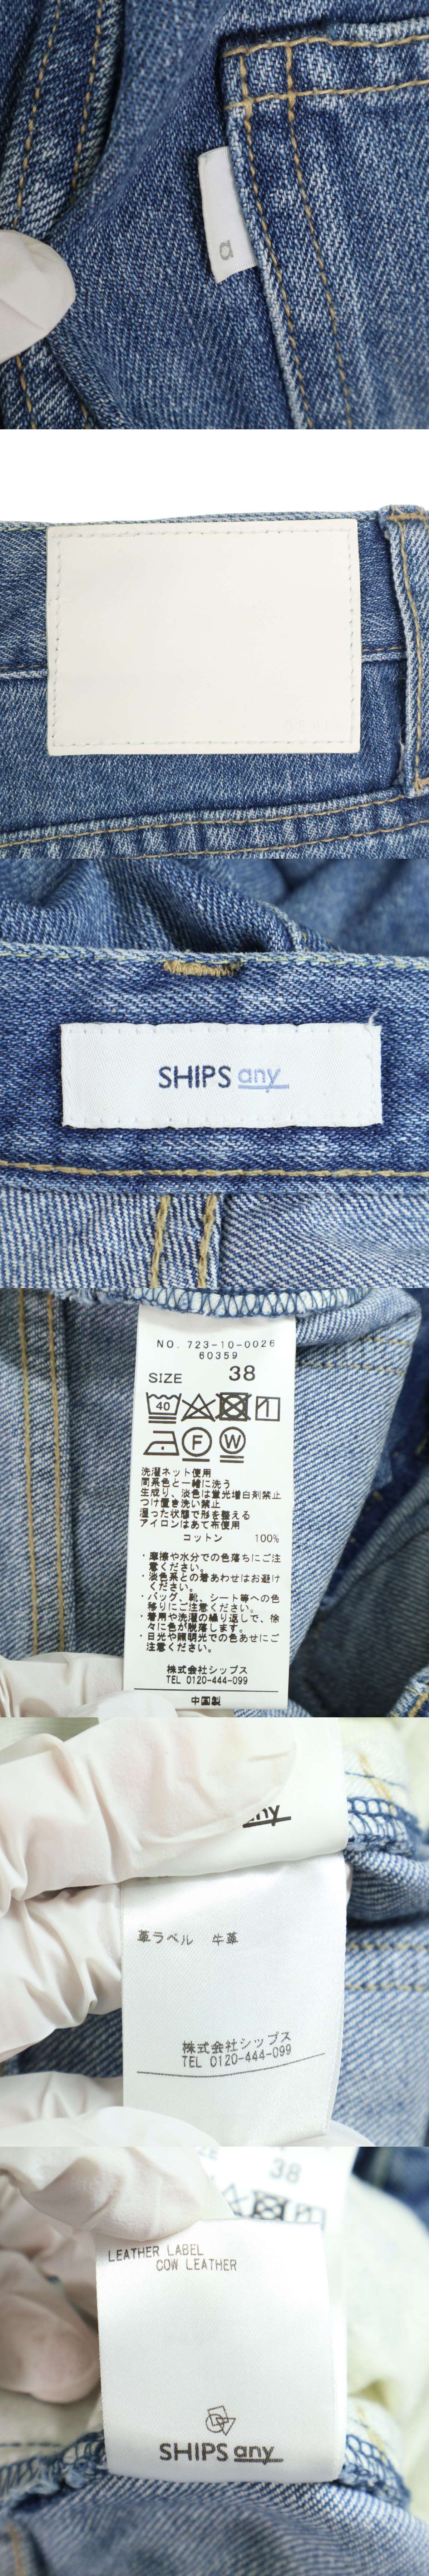 a
SHIPS any
NO. 723-10-0026
60359
SIZE 38
40
F W
洗濯ネット使用
同系色と一緒に洗う
生成り、淡色は蛍光増白剤禁止
つけ置き洗い禁止
湿った状態で形を整える
アイロンはあて布使用
コットン 100%
・摩擦や水分での色落ちにご注
意ください。
・淡色系との着あわせはお避け
ください。
・バッグ、靴、シート等への色
移りにご注意ください。
・着用や洗濯の繰り返しで、徐
々に色が脱落します。
・日光や照明光での色あせにご
注意ください。
株式会社シップス
TEL 0120-444-099
中国製
any
革ラベル 牛革
株式会社シップス
TEL 0120-444-099
38
LEATHER LABEL
COW LEATHER
SHIPS any